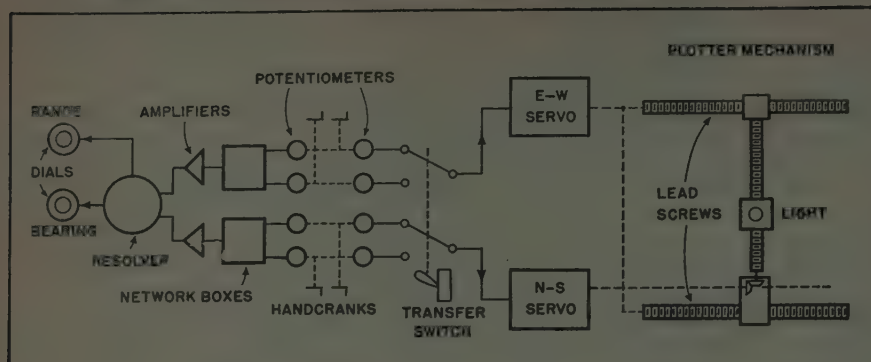 PLOTTER MECHANISM
POTENTIOMETERS
E-W
SERVO
RANGE
AMPLIFIERS
DIALS
LEAD
SCREWS
LIGHT
BEARING
RESOLVER
NETWORK BOXES
HANDCRANKS
TRANSFER
SWITCH
N-S
SERVO